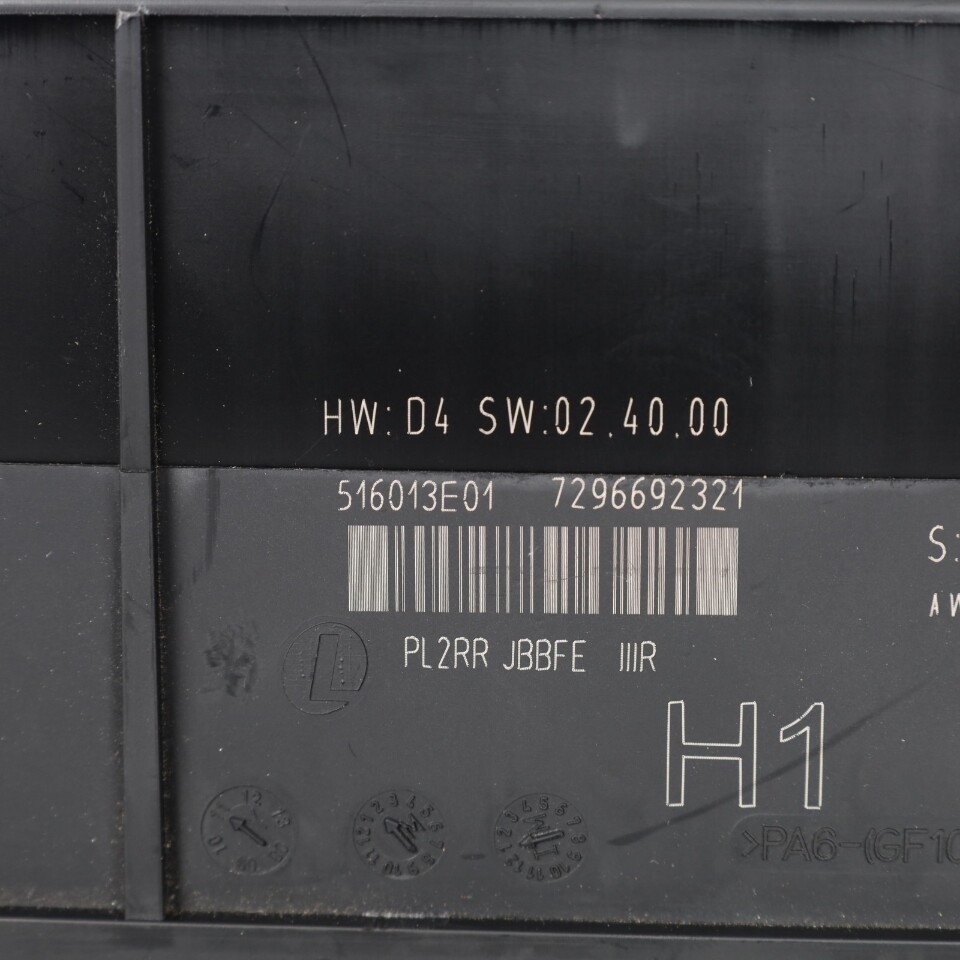 HW:D4 SW:02.40.00
516013E01 7296692321
S:
PL2RR JBBFE IIIR
H1
>PA6-(GF10